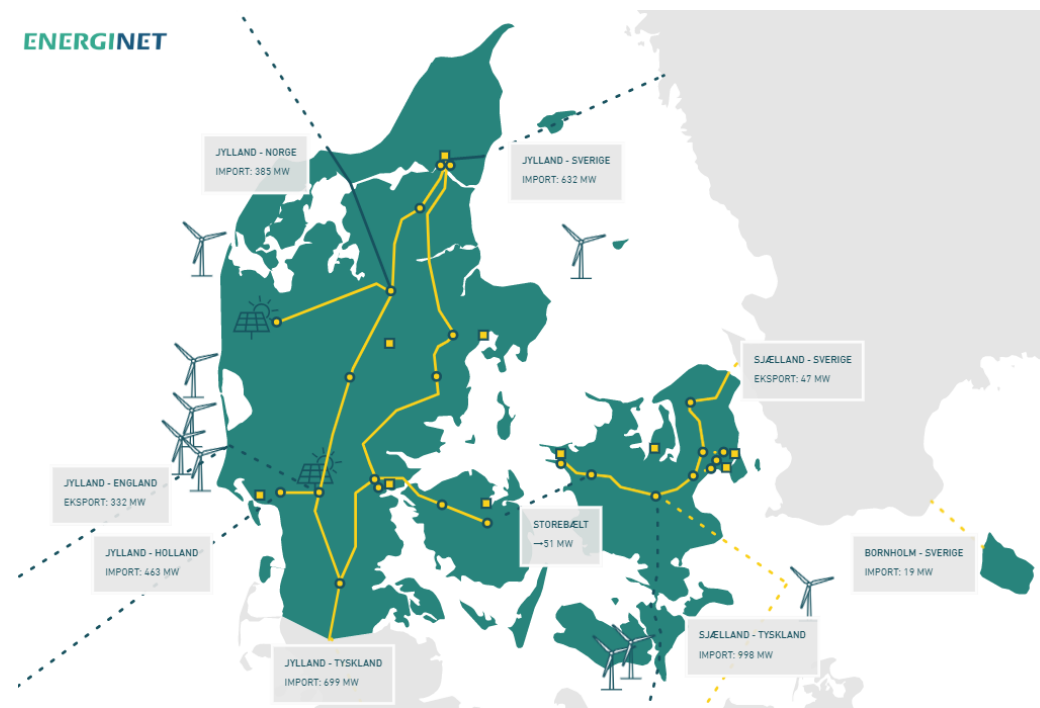 ENERGINET
JYLLAND - NORGE
IMPORT: 385 MW
JYLLAND - SVERIGE
IMPORT: 632 MW
SJÆLLAND - SVERIGE
EKSPORT: 47 MW
JYLLAND - ENGLAND
EKSPORT: 332 MW
STOREBÆLT
→51 MW
JYLLAND - HOLLAND
IMPORT: 463 MW
BORNHOLM - SVERIGE
IMPORT: 19 MW
SJÆLLAND - TYSKLAND
IMPORT: 998 MW
JYLLAND - TYSKLAND
IMPORT: 699 MW